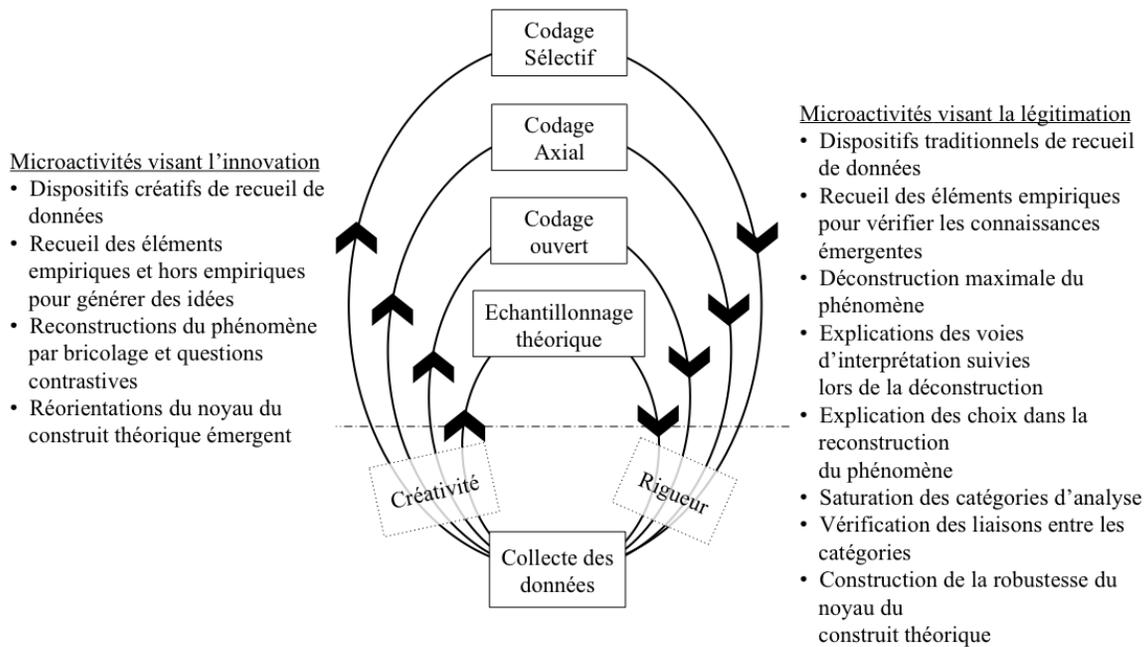 Microactivités visant l’innovation
• Dispositifs créatifs de recueil de
données
• Recueil des éléments
empiriques et hors empiriques
pour générer des idées
• Reconstructions du phénomène
par bricolage et questions
contrastives
• Réorientations du noyau du
construit théorique émergent
Codage
Sélectif
Codage
Axial
Codage
ouvert
Echantillonnage
théorique
Créativité
Rigueur
Collecte des
données
Microactivités visant la légitimation
• Dispositifs traditionnels de recueil
de données
• Recueil des éléments empiriques
pour vérifier les connaissances
émergentes
• Déconstruction maximale du
phénomène
• Explications des voies
d’interprétation suivies
lors de la déconstruction
• Explication des choix dans la
reconstruction
du phénomène
• Saturation des catégories d’analyse
• Vérification des liaisons entre les
catégories
• Construction de la robustesse du
noyau du
construit théorique